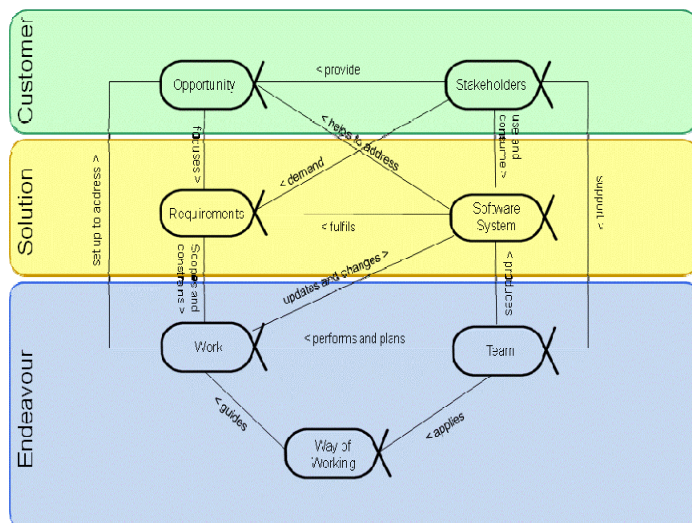 Customer
Opportunity
< provide
Stakeholders
focuses >
< helps to address
use and
consume >
set up to address >
Solution
< demand
support >
Requirements
< fulfils
Software
System
Scopes and
constrains >
updates and changes >
< produces
Endeavour
Work
< performs and plans
Team
< guides
< applies
Way of
Working